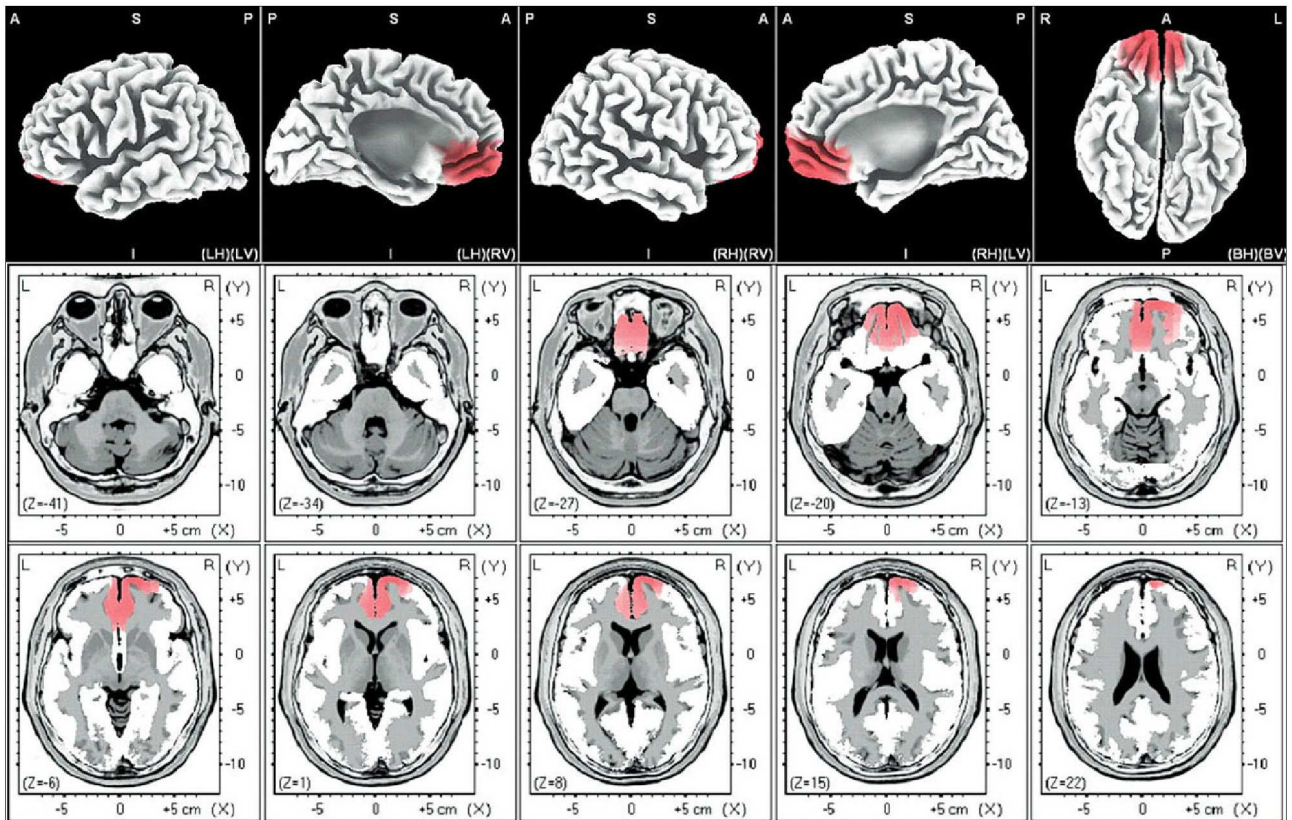 A S P
P S A
P S A
A S P
R A L
I (LH)(LV)
I (LH)(RV)
I (RH)(RV)
I (RH)(LV)
P (BH)(BV)
L R (Y)
+5
0
-5
-10
(Z=-41)
-5 0 +5 cm (X)
L R (Y)
+5
0
-5
-10
(Z=-34)
-5 0 +5 cm (X)
L R (Y)
+5
0
-5
-10
(Z=-27)
-5 0 +5 cm (X)
L R (Y)
+5
0
-5
-10
(Z=-20)
-5 0 +5 cm (X)
L R (Y)
+5
0
-5
-10
(Z=-13)
-5 0 +5 cm (X)
L R (Y)
+5
0
-5
-10
(Z=-6)
-5 0 +5 cm (X)
L R (Y)
+5
0
-5
-10
(Z=1)
-5 0 +5 cm (X)
L R (Y)
+5
0
-5
-10
(Z=8)
-5 0 +5 cm (X)
L R (Y)
+5
0
-5
-10
(Z=15)
-5 0 +5 cm (X)
L R (Y)
+5
0
-5
-10
(Z=22)
-5 0 +5 cm (X)